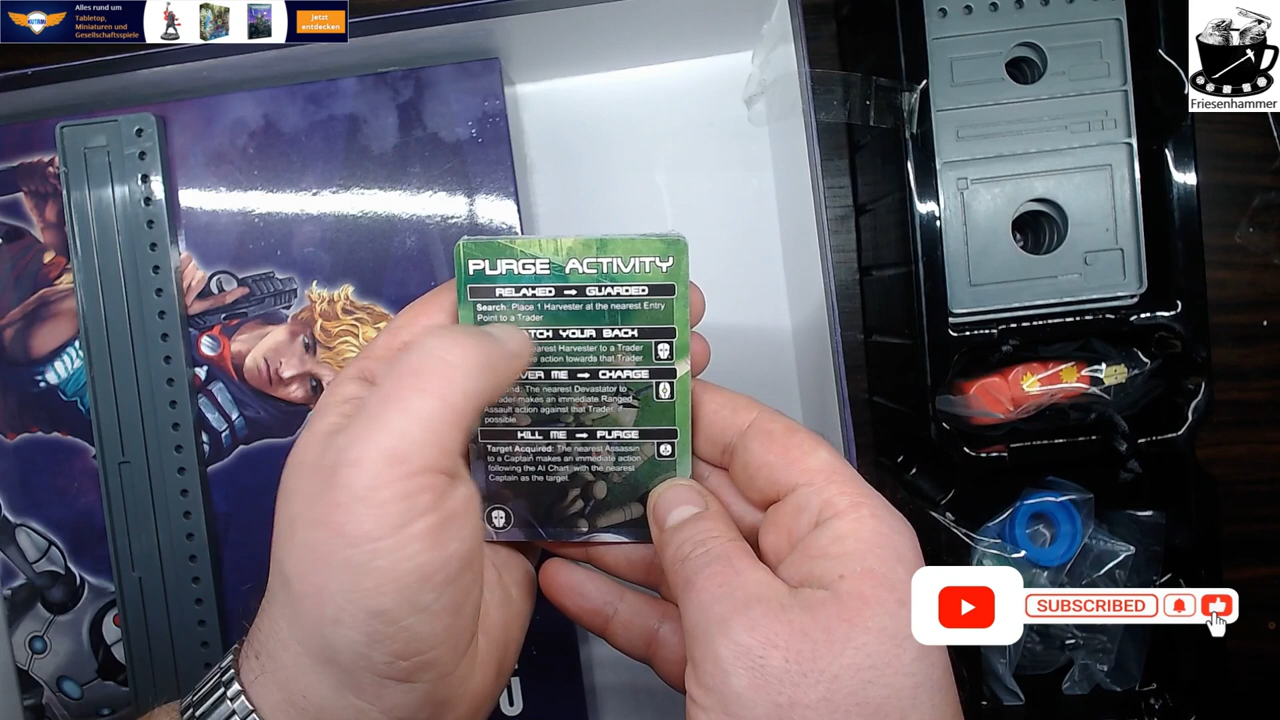 Alles rund um
Tabletop,
Miniaturen und
Gesellschaftsspiele
Jetzt
entdecken
Friesenhammer
PURGE ACTIVITY
RELAXED → GUARDED
Search: Place 1 Harvester at the nearest Entry
Point to a Trader
YOUR BACK
Harvester to a Trader
action towards that Trader
ME → CHARGE
The nearest Devastator to
makes an immediate Ranged
Assault action against that Trader, if
possible.
KILL ME → PURGE
Target Acquired: The nearest Assassin
to a Captain makes an immediate action
following the AI Chart, with the nearest
Captain as the target.
SUBSCRIBED
U